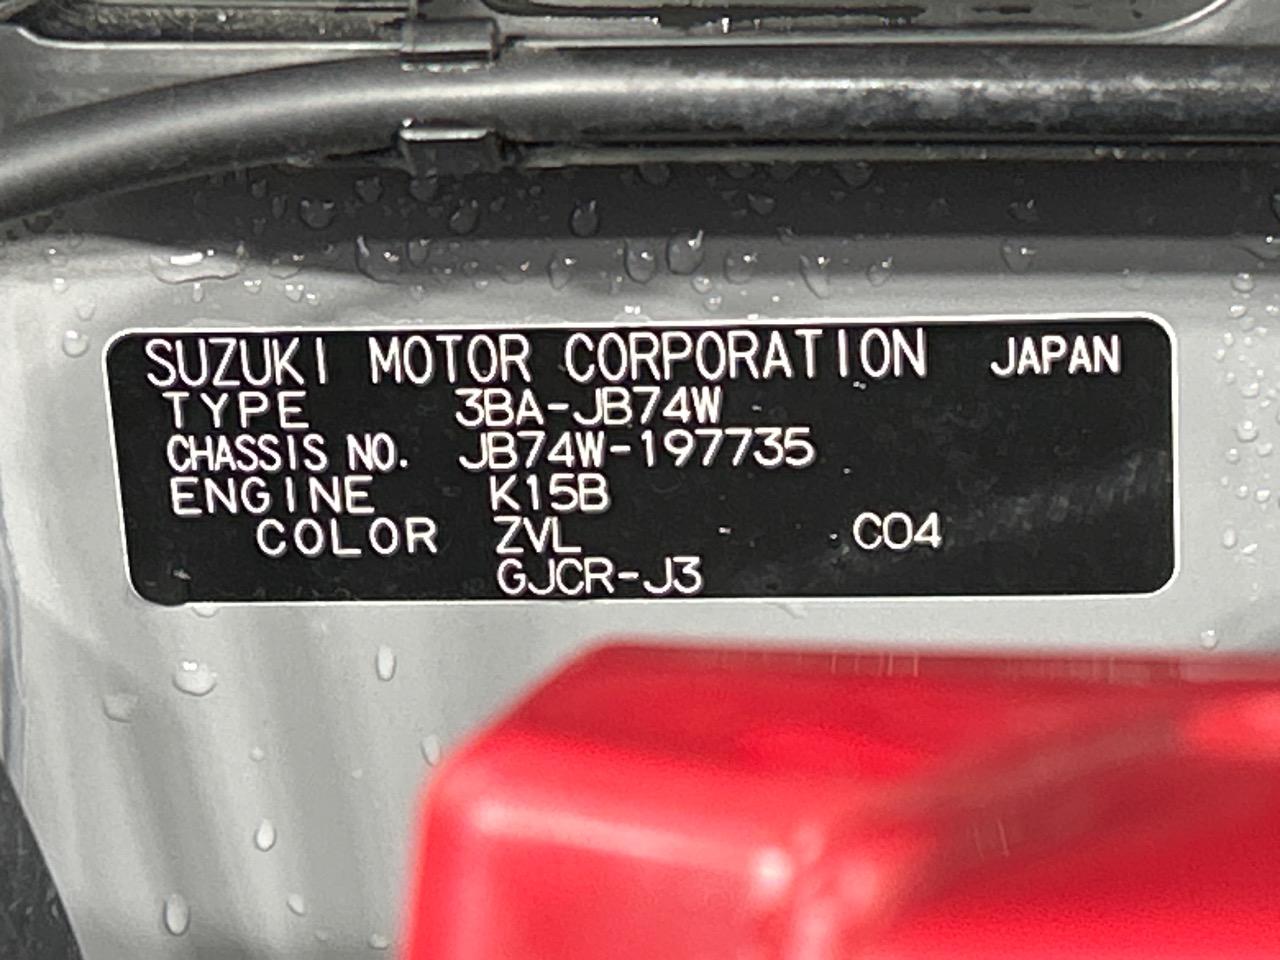 SUZUKI MOTOR CORPORATION JAPAN
TYPE 3BA-JB74W
CHASSIS NO. JB74W-197735
ENGINE K15B
COLOR ZVL C04
GJCR-J3